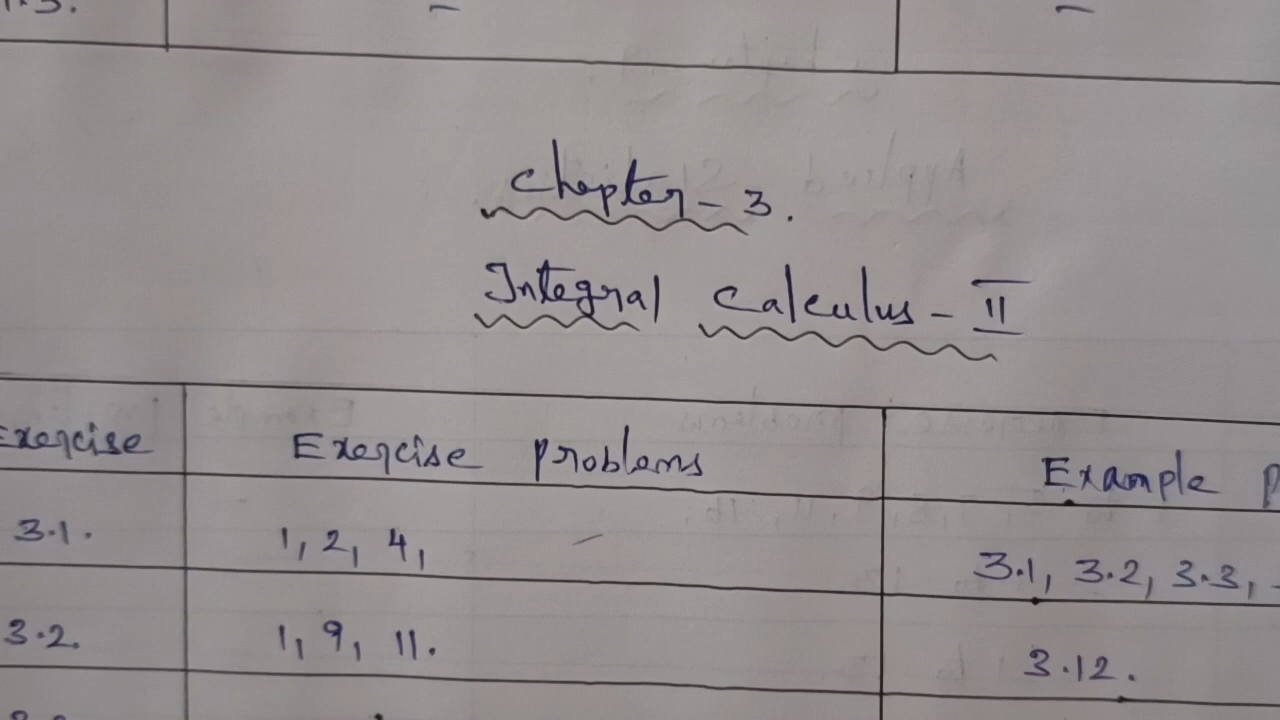 Chapter - 3.
Integral Calculus - II
Exercise Exercise problems Example
3.1. 1, 2, 4, 3.1, 3.2, 3.3,
3.2. 1, 9, 11. 3.12.